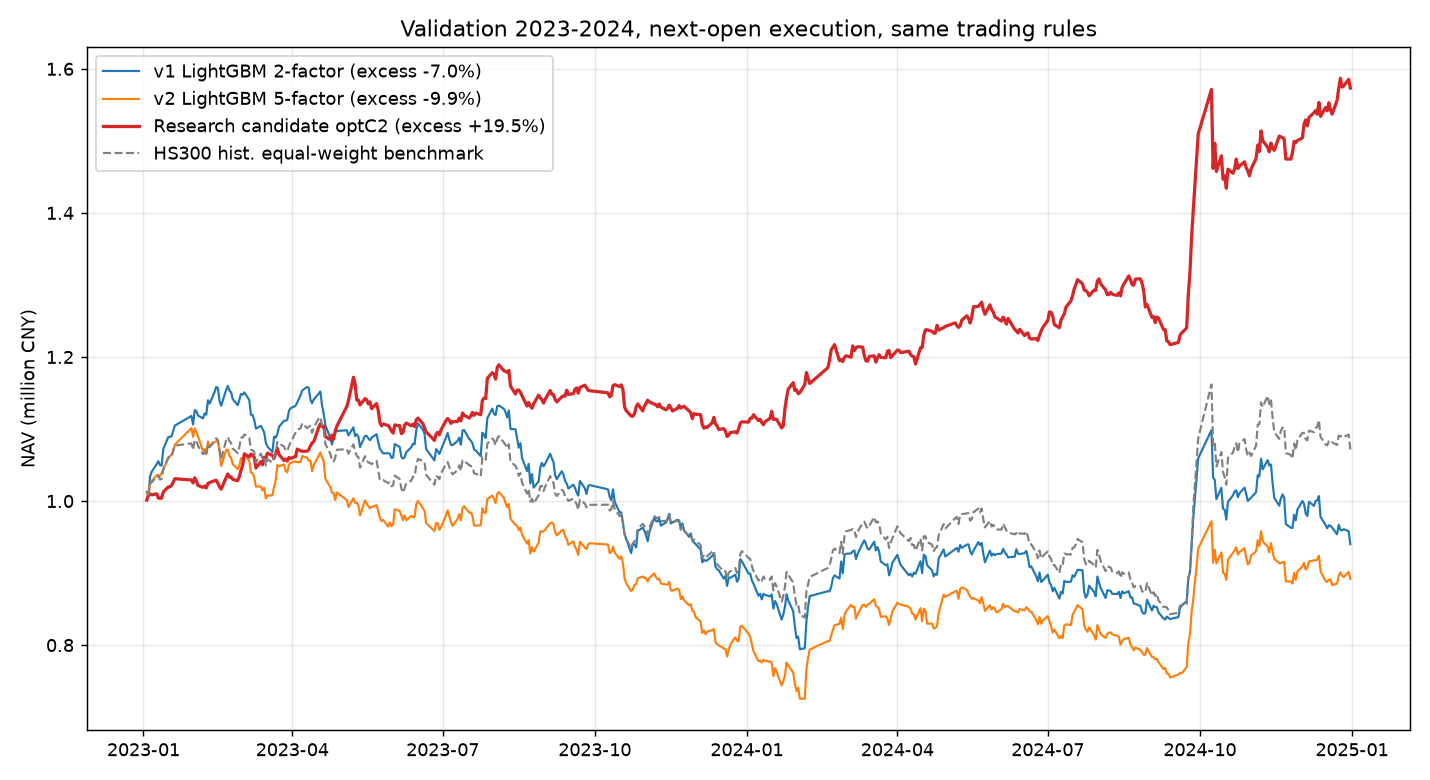 Validation 2023-2024, next-open execution, same trading rules
v1 LightGBM 2-factor (excess -7.0%)
v2 LightGBM 5-factor (excess -9.9%)
Research candidate optC2 (excess +19.5%)
HS300 hist. equal-weight benchmark
NAV (million CNY)
1.6
1.4
1.2
1.0
0.8
2023-01
2023-04
2023-07
2023-10
2024-01
2024-04
2024-07
2024-10
2025-01